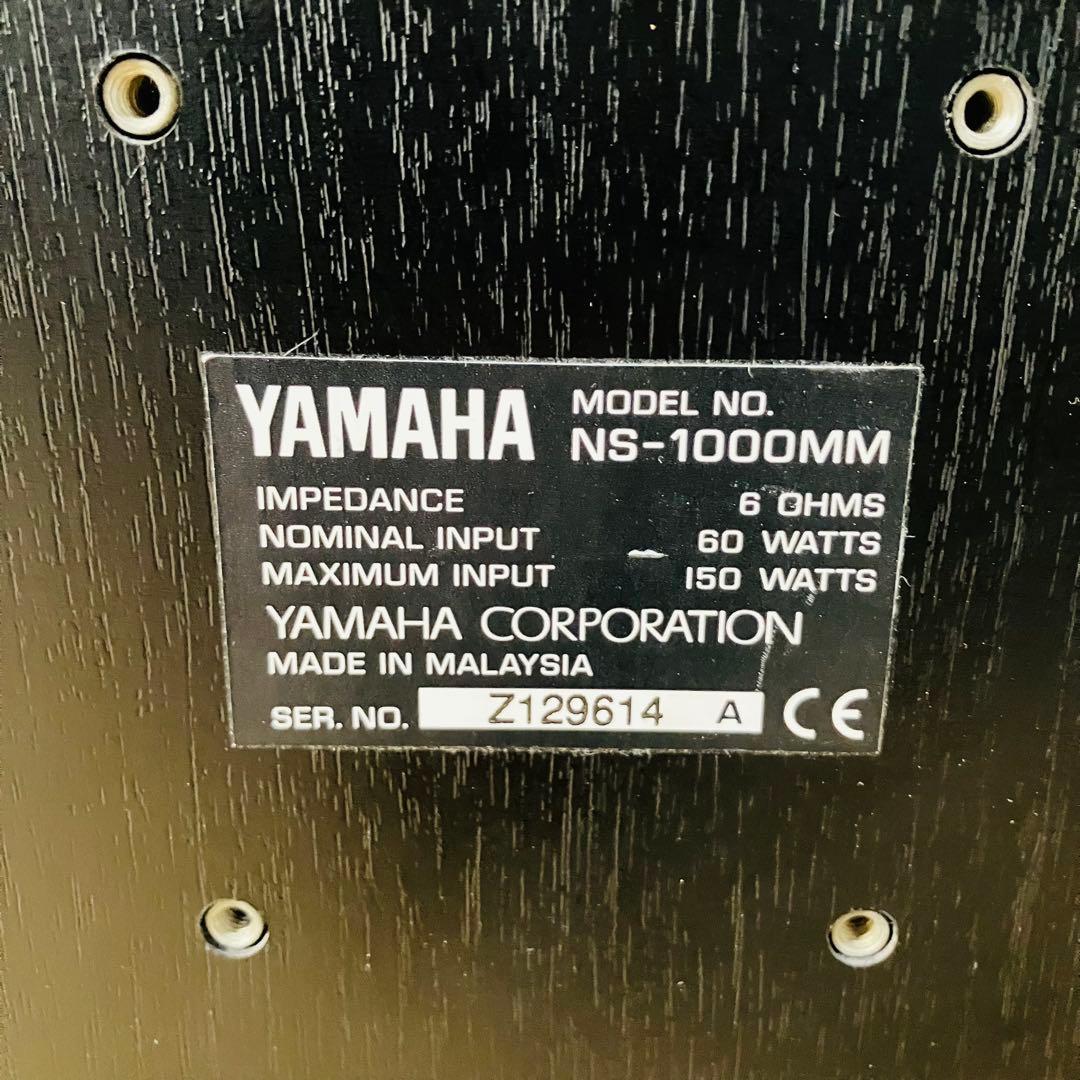 YAMAHA MODEL NO. NS-1000MM
IMPEDANCE 6 OHMS
NOMINAL INPUT 60 WATTS
MAXIMUM INPUT 150 WATTS
YAMAHA CORPORATION
MADE IN MALAYSIA
SER. NO. Z129614 A CE